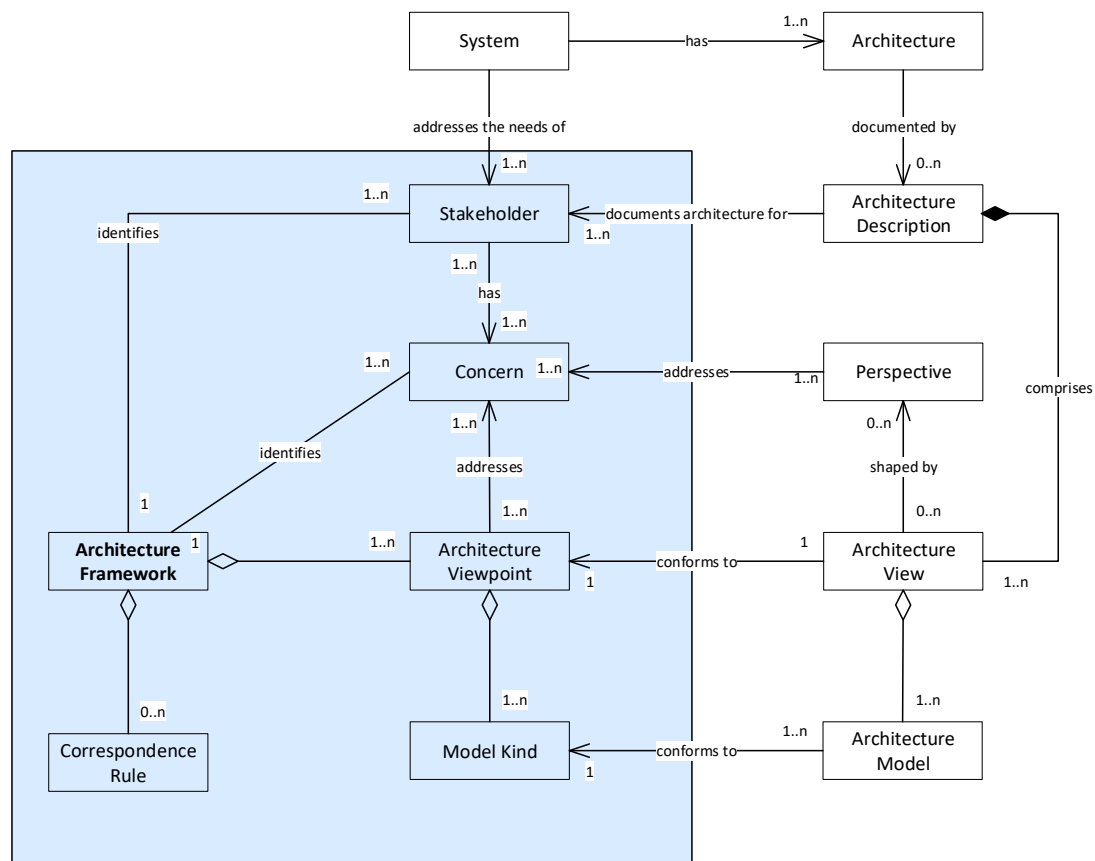 System
has
1..n
Architecture
addresses the needs of
documented by
1..n
0..n
1..n
Stakeholder
documents architecture for
1..n
Architecture
Description
identifies
1..n
has
1..n
1..n
Concern
1..n
addresses
1..n
Perspective
comprises
1..n
0..n
identifies
addresses
shaped by
1
1..n
0..n
Architecture
Framework
1
1..n
Architecture
Viewpoint
1
conforms to
1
Architecture
View
1..n
0..n
1..n
1..n
Correspondence
Rule
Model Kind
1
conforms to
1..n
Architecture
Model